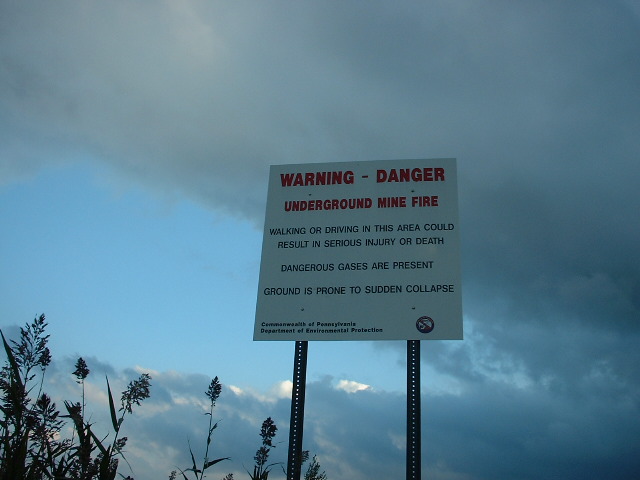 WARNING - DANGER
UNDERGROUND MINE FIRE
WALKING OR DRIVING IN THIS AREA COULD
RESULT IN SERIOUS INJURY OR DEATH
DANGEROUS GASES ARE PRESENT
GROUND IS PRONE TO SUDDEN COLLAPSE
Commonwealth of Pennsylvania
Department of Environmental Protection